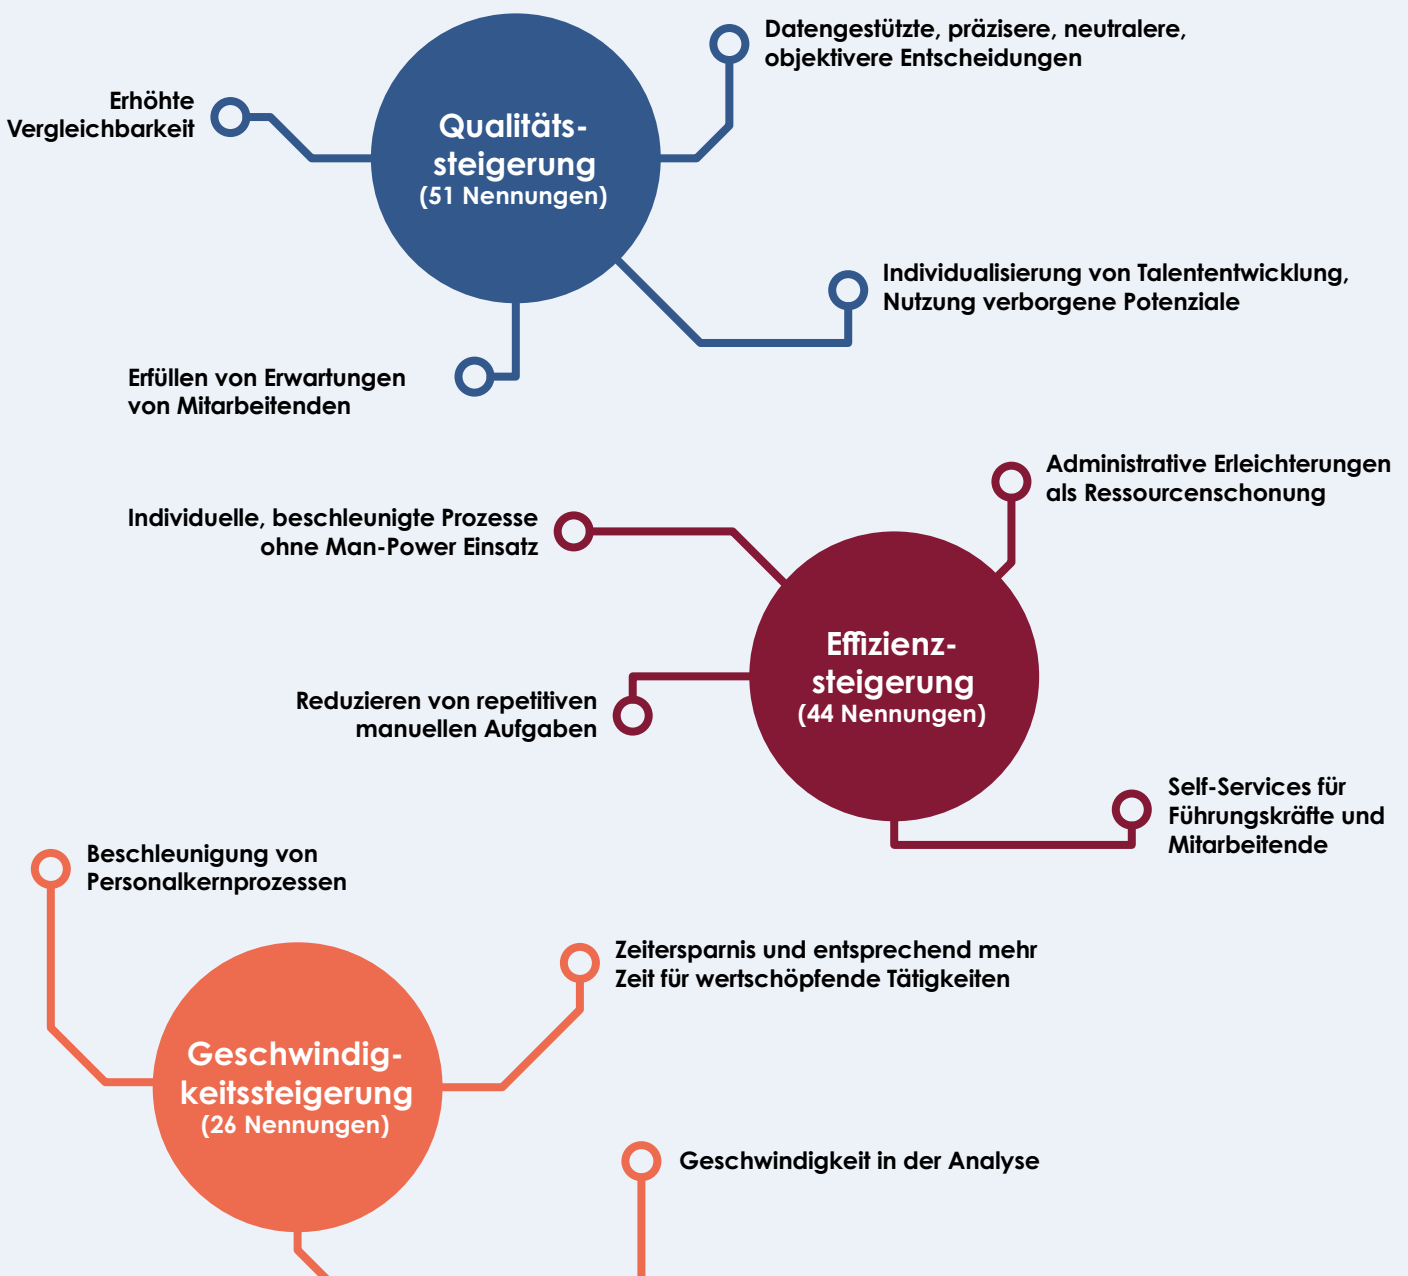 Datengestützte, präzisere, neutralere,
objektivere Entscheidungen
Erhöhte
Vergleichbarkeit
Qualitäts-
steigerung
(51 Nennungen)
Individualisierung von Talententwicklung,
Nutzung verborgene Potenziale
Erfüllen von Erwartungen
von Mitarbeitenden
Administrative Erleichterungen
als Ressourcenschonung
Individuelle, beschleunigte Prozesse
ohne Man-Power Einsatz
Effizienz-
steigerung
(44 Nennungen)
Reduzieren von repetitiven
manuellen Aufgaben
Self-Services für
Führungskräfte und
Mitarbeitende
Beschleunigung von
Personalkernprozessen
Zeitersparnis und entsprechend mehr
Zeit für wertschöpfende Tätigkeiten
Geschwindig-
keitssteigerung
(26 Nennungen)
Geschwindigkeit in der Analyse